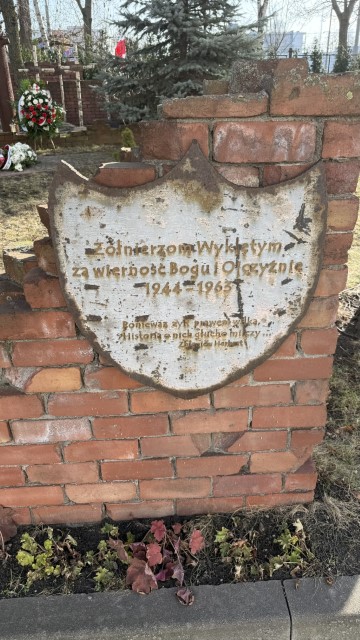 Żołnierzom Wyklętym
za wierność Bogu i Ojczyźnie
1944-1963
Ponieważ żyli prawem wilka,
Historia o nich głucho milczy...
Zbigniew Herbert